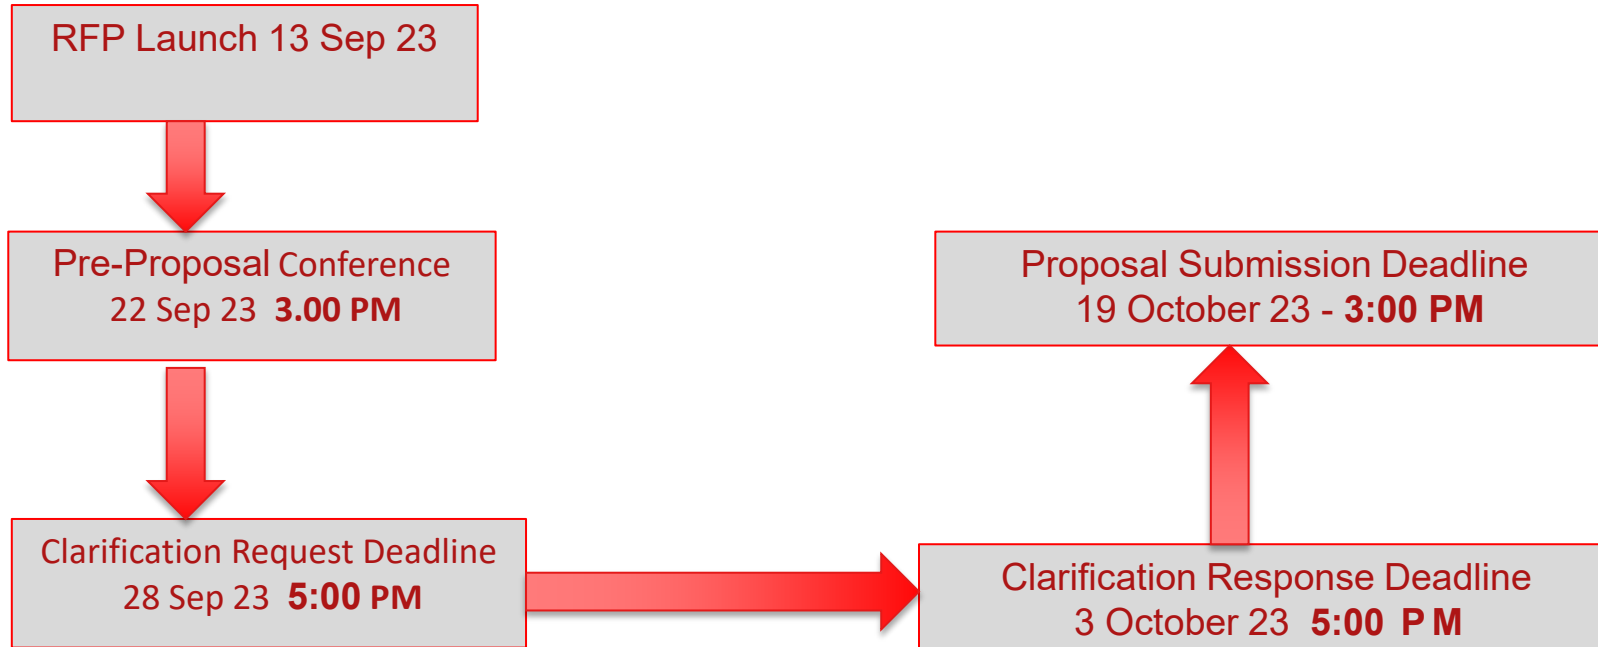 RFP Launch 13 Sep 23
Pre-Proposal Conference
22 Sep 23 3.00 PM
Clarification Request Deadline
28 Sep 23 5:00 PM
Clarification Response Deadline
3 October 23 5:00 P M
Proposal Submission Deadline
19 October 23 - 3:00 PM